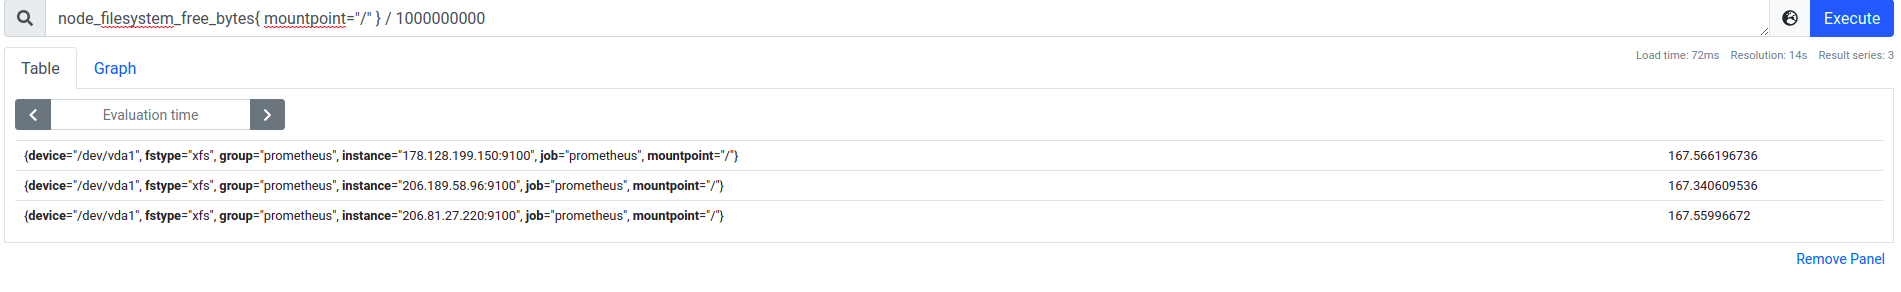 node_filesystem_free_bytes{ mountpoint="/" } / 1000000000
Execute
Load time: 72ms Resolution: 14s Result series: 3
Table Graph
Evaluation time
{device="/dev/vda1", fstype="xfs", group="prometheus", instance="178.128.199.150:9100", job="prometheus", mountpoint="/"} 167.566196736
{device="/dev/vda1", fstype="xfs", group="prometheus", instance="206.189.58.96:9100", job="prometheus", mountpoint="/"} 167.340609536
{device="/dev/vda1", fstype="xfs", group="prometheus", instance="206.81.27.220:9100", job="prometheus", mountpoint="/"} 167.55996672
Remove Panel